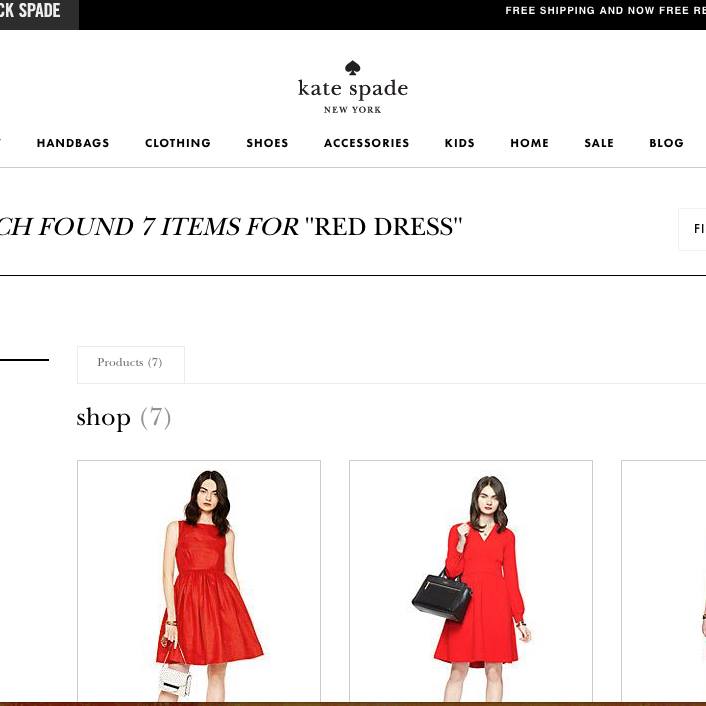 CK SPADE
FREE SHIPPING AND NOW FREE RE
kate spade
NEW YORK
HANDBAGS CLOTHING SHOES ACCESSORIES KIDS HOME SALE BLOG
CH FOUND 7 ITEMS FOR "RED DRESS"
FI
Products (7)
shop (7)